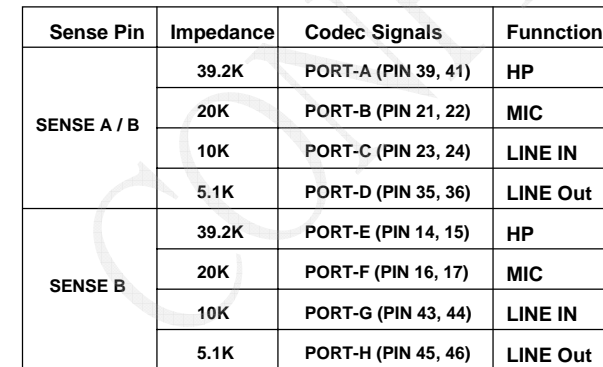 Sense Pin Impedance Codec Signals Funnction
SENSE A / B
39.2K PORT-A (PIN 39, 41) HP
20K PORT-B (PIN 21, 22) MIC
10K PORT-C (PIN 23, 24) LINE IN
5.1K PORT-D (PIN 35, 36) LINE Out
SENSE B
39.2K PORT-E (PIN 14, 15) HP
20K PORT-F (PIN 16, 17) MIC
10K PORT-G (PIN 43, 44) LINE IN
5.1K PORT-H (PIN 45, 46) LINE Out